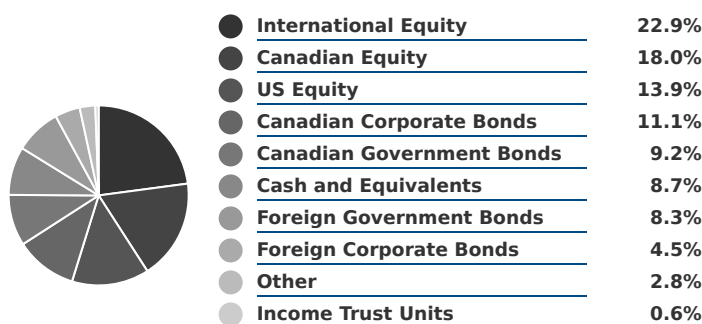 International Equity 22.9%
Canadian Equity 18.0%
US Equity 13.9%
Canadian Corporate Bonds 11.1%
Canadian Government Bonds 9.2%
Cash and Equivalents 8.7%
Foreign Government Bonds 8.3%
Foreign Corporate Bonds 4.5%
Other 2.8%
Income Trust Units 0.6%